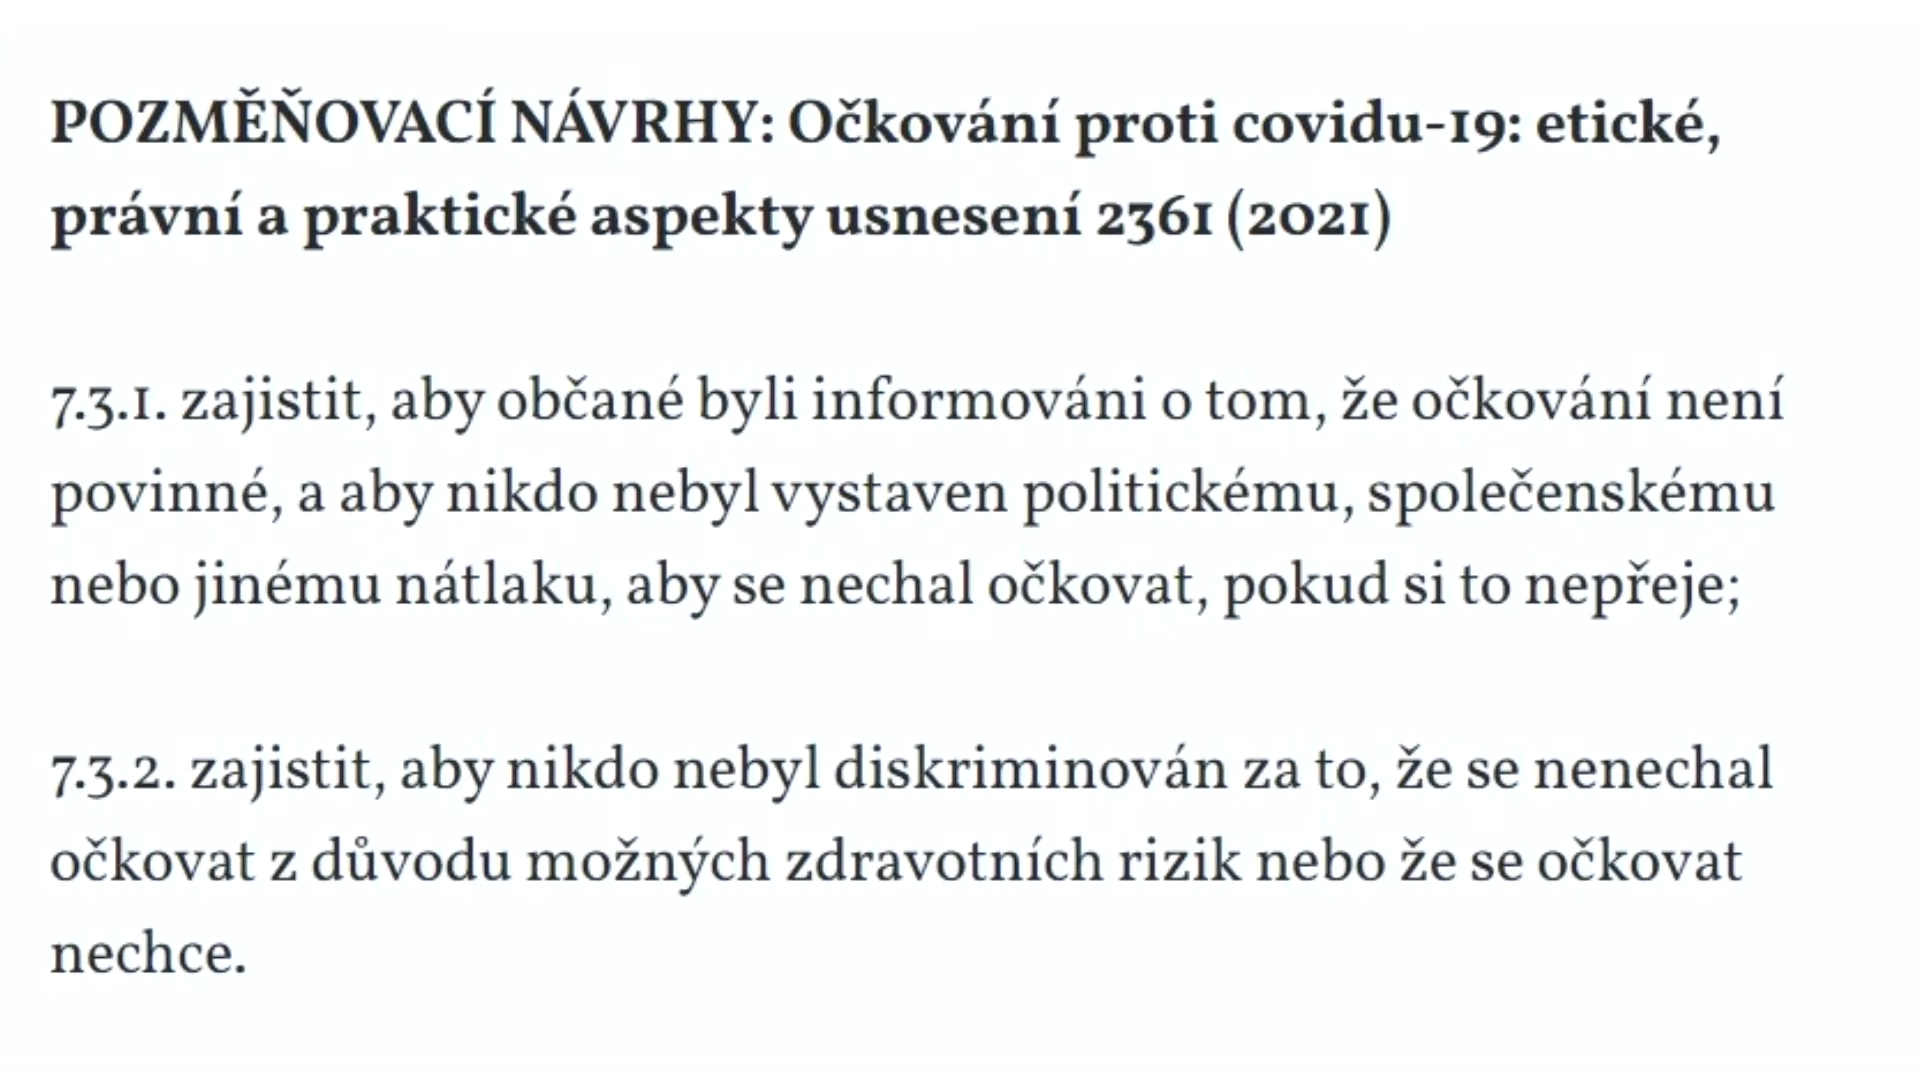 POZMĚŇOVACÍ NÁVRHY: Očkování proti covidu-19: etické,
právní a praktické aspekty usnesení 2361 (2021)
7.3.1. zajistit, aby občané byli informováni o tom, že očkování není
povinné, a aby nikdo nebyl vystaven politickému, společenskému
nebo jinému nátlaku, aby se nechal očkovat, pokud si to nepřeje;
7.3.2. zajistit, aby nikdo nebyl diskriminován za to, že se nenechal
očkovat z důvodu možných zdravotních rizik nebo že se očkovat
nechce.